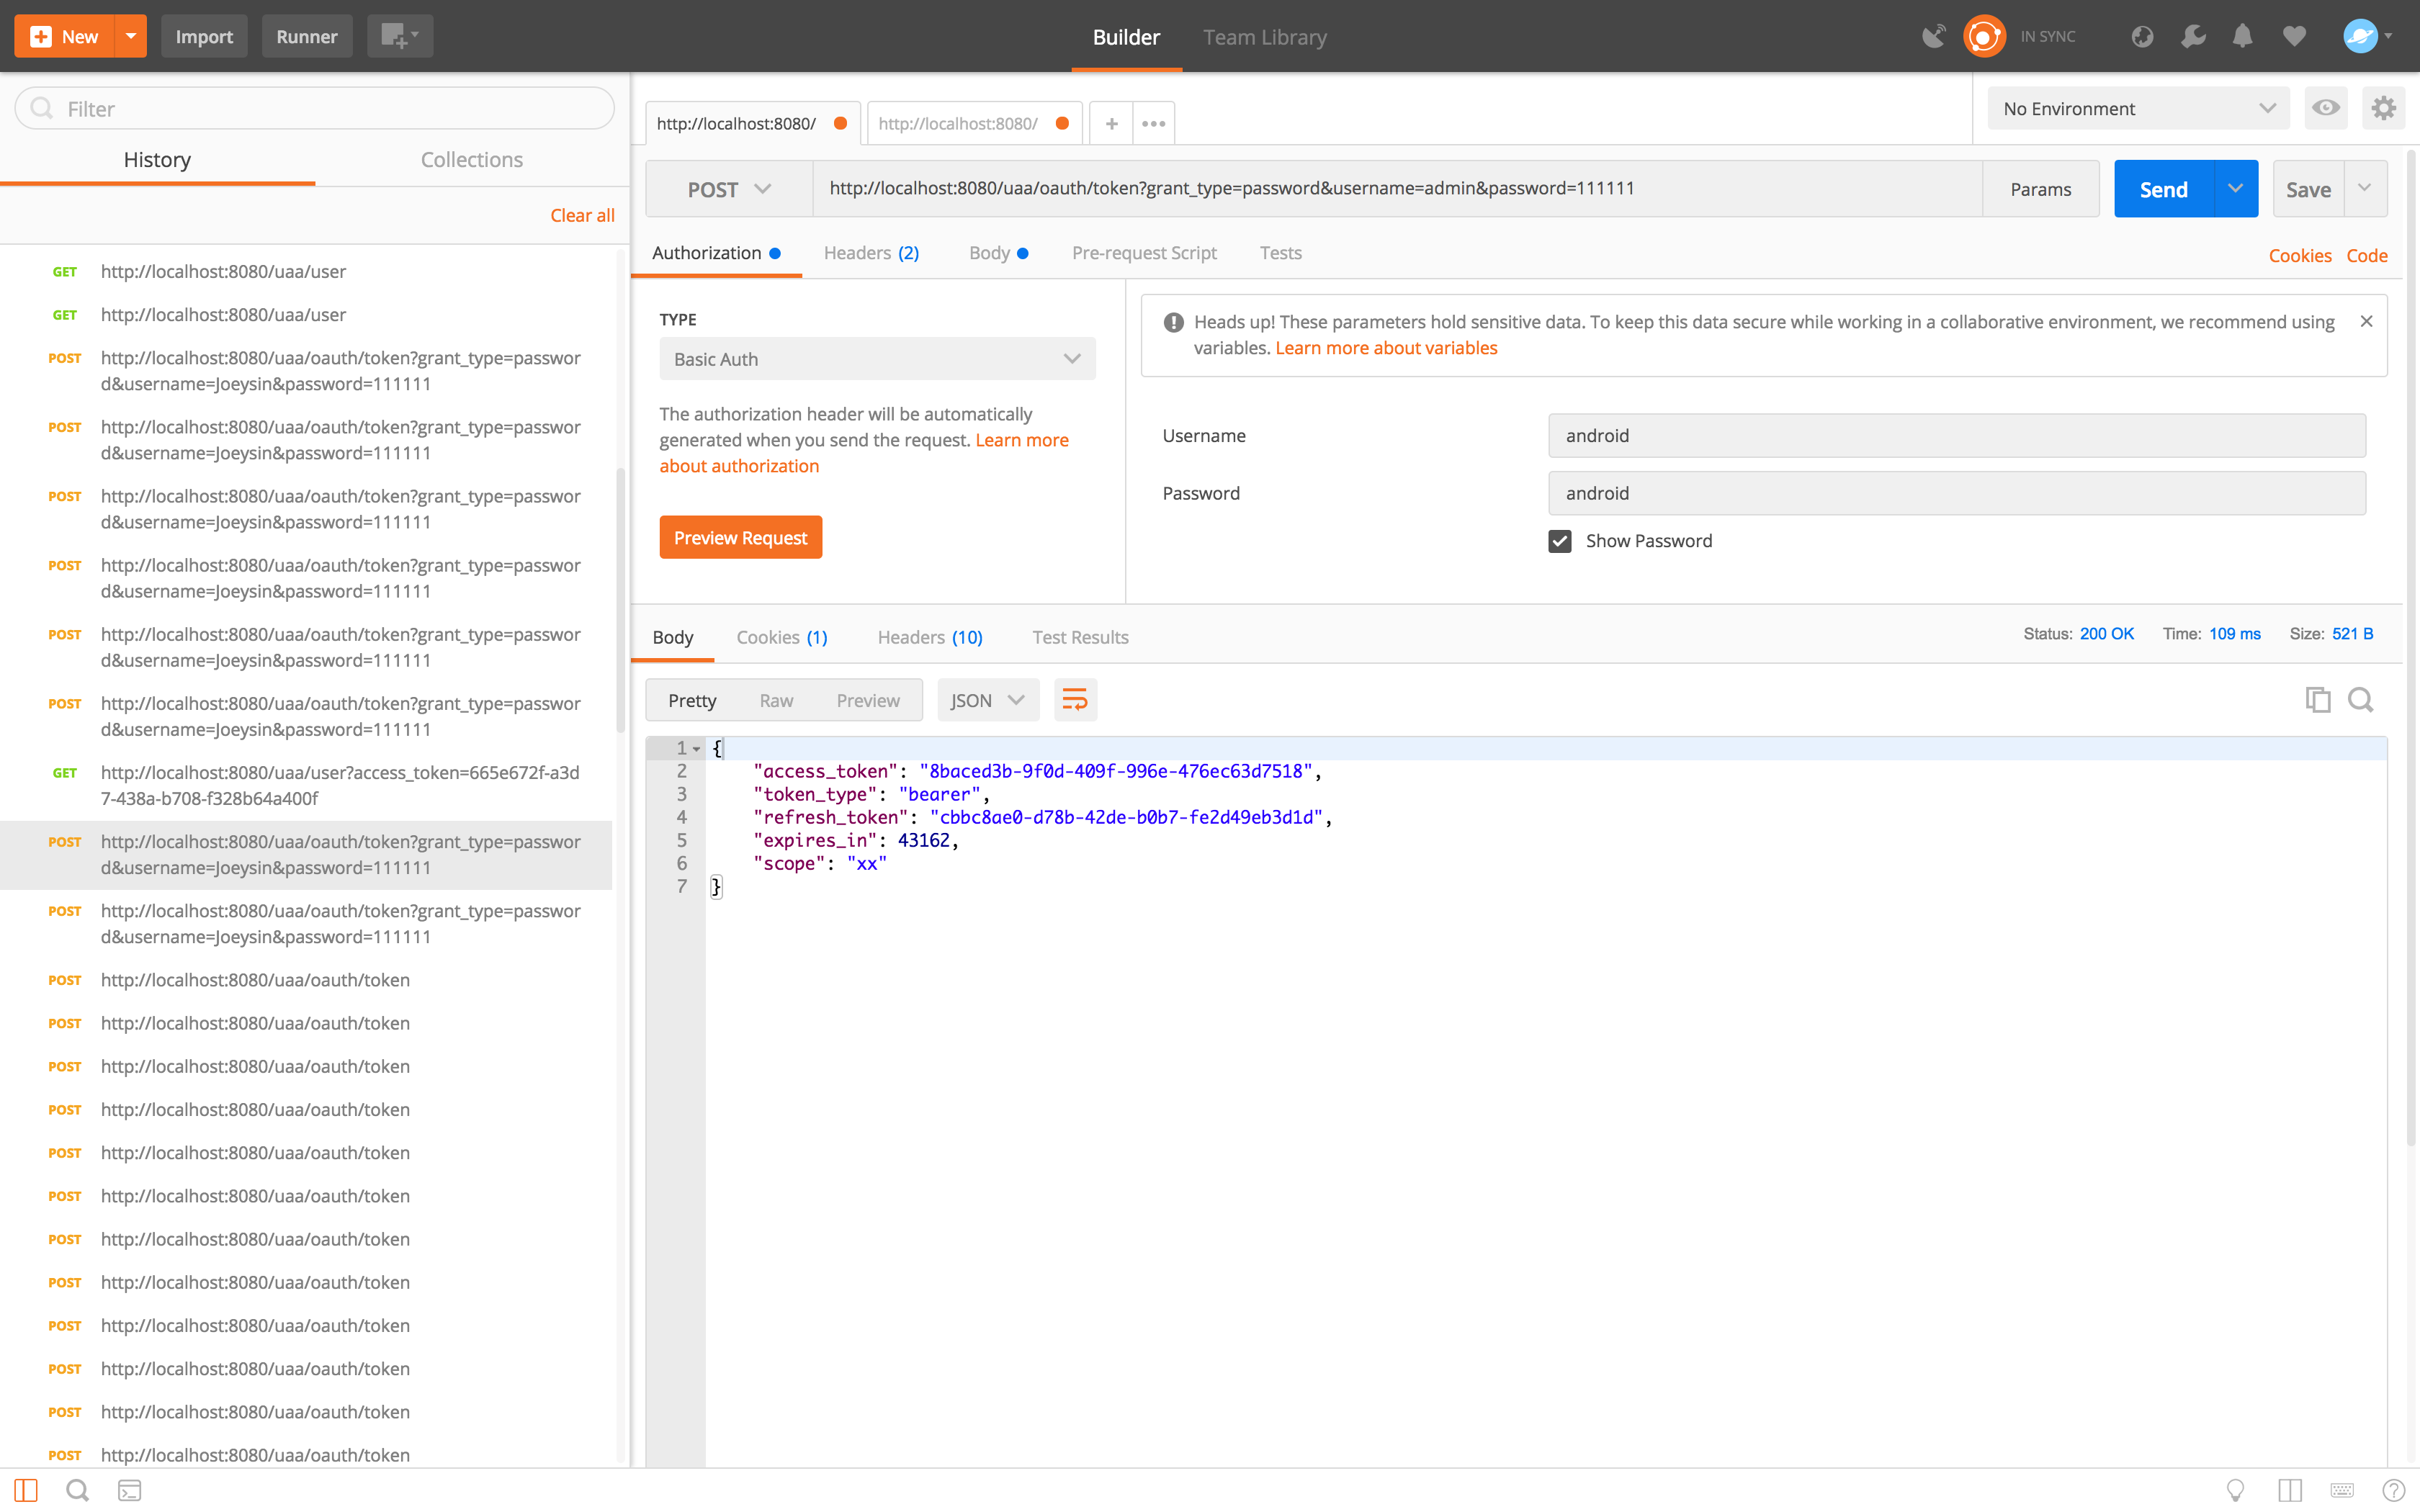 New
Import
Runner
Builder
Team Library
IN SYNC
Filter
History
Collections
Clear all
GET http://localhost:8080/uaa/user
GET http://localhost:8080/uaa/user
POST http://localhost:8080/uaa/oauth/token?grant_type=passwor
d&username=Joeysin&password=111111
POST http://localhost:8080/uaa/oauth/token?grant_type=passwor
d&username=Joeysin&password=111111
POST http://localhost:8080/uaa/oauth/token?grant_type=passwor
d&username=Joeysin&password=111111
POST http://localhost:8080/uaa/oauth/token?grant_type=passwor
d&username=Joeysin&password=111111
POST http://localhost:8080/uaa/oauth/token?grant_type=passwor
d&username=Joeysin&password=111111
POST http://localhost:8080/uaa/oauth/token?grant_type=passwor
d&username=Joeysin&password=111111
GET http://localhost:8080/uaa/user?access_token=665e672f-a3d
7-438a-b708-f328b64a400f
POST http://localhost:8080/uaa/oauth/token?grant_type=passwor
d&username=Joeysin&password=111111
POST http://localhost:8080/uaa/oauth/token?grant_type=passwor
d&username=Joeysin&password=111111
POST http://localhost:8080/uaa/oauth/token
POST http://localhost:8080/uaa/oauth/token
POST http://localhost:8080/uaa/oauth/token
POST http://localhost:8080/uaa/oauth/token
POST http://localhost:8080/uaa/oauth/token
POST http://localhost:8080/uaa/oauth/token
POST http://localhost:8080/uaa/oauth/token
POST http://localhost:8080/uaa/oauth/token
POST http://localhost:8080/uaa/oauth/token
POST http://localhost:8080/uaa/oauth/token
POST http://localhost:8080/uaa/oauth/token
POST http://localhost:8080/uaa/oauth/token
http://localhost:8080/
http://localhost:8080/
No Environment
POST
http://localhost:8080/uaa/oauth/token?grant_type=password&username=admin&password=111111
Params
Send
Save
Authorization
Headers (2)
Body
Pre-request Script
Tests
Cookies
Code
TYPE
Basic Auth
The authorization header will be automatically
generated when you send the request. Learn more
about authorization
Preview Request
Heads up! These parameters hold sensitive data. To keep this data secure while working in a collaborative environment, we recommend using
variables. Learn more about variables
Username
android
Password
android
Show Password
Body
Cookies (1)
Headers (10)
Test Results
Status: 200 OK
Time: 109 ms
Size: 521 B
Pretty
Raw
Preview
JSON
1 {
2 "access_token": "8baced3b-9f0d-409f-996e-476ec63d7518",
3 "token_type": "bearer",
4 "refresh_token": "cbbc8ae0-d78b-42de-b0b7-fe2d49eb3d1d",
5 "expires_in": 43162,
6 "scope": "xx"
7 }